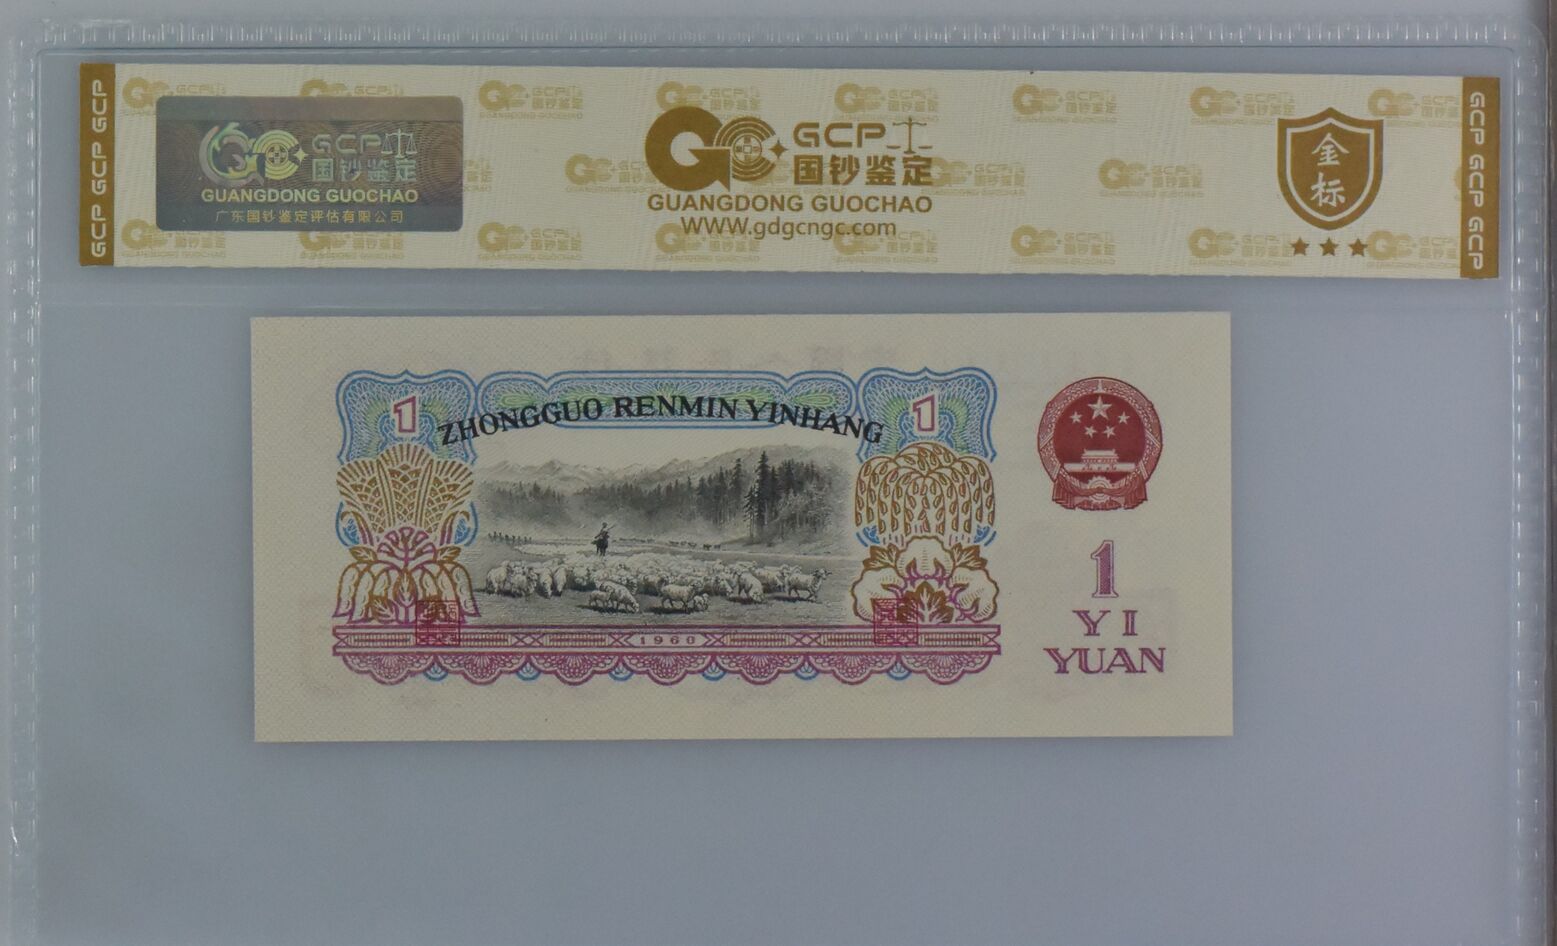 GCP GCP GCP
GCP
国钞鉴定
GUANGDONG GUOCHAO
广东国钞鉴定评估有限公司
GCP
国钞鉴定
GUANGDONG GUOCHAO
WWW.gdgcngc.com
金标
GCP GCP GCP
1
ZHONGGUO RENMIN YINHANG
1
1960
1
YI
YUAN